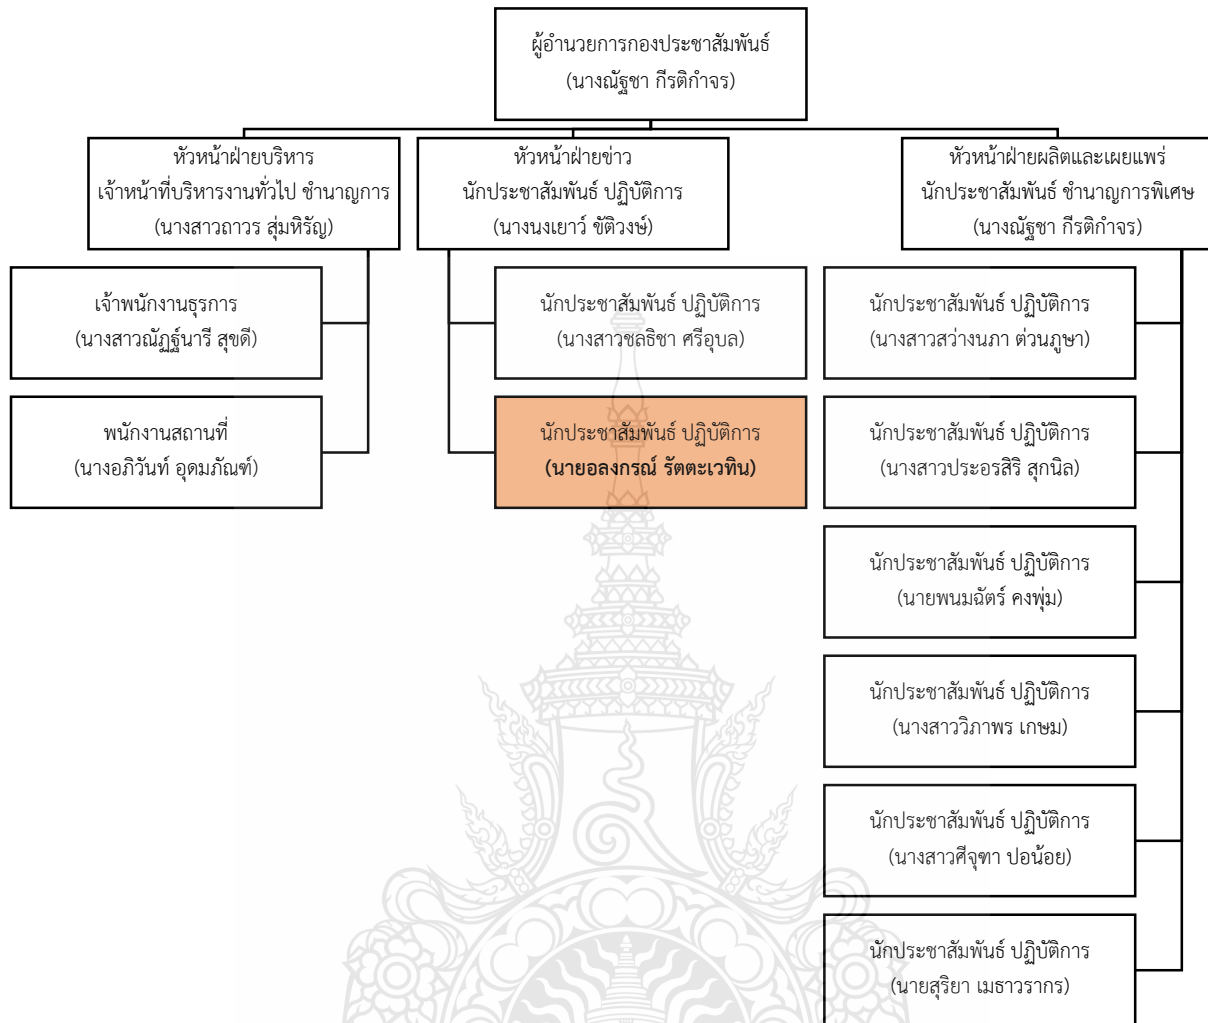 ผู้อำนวยการกองประชาสัมพันธ์
(นางณัฐชา กีรติกำจร)
หัวหน้าฝ่ายบริหาร
เจ้าหน้าที่บริหารงานทั่วไป ชำนาญการ
(นางสาวถาวร สุ่มหิรัญ)
เจ้าพนักงานธุรการ
(นางสาวณัฏฐ์นารี สุขดี)
พนักงานสถานที่
(นางอภิวันท์ อุดมภัณฑ์)
หัวหน้าฝ่ายข่าว
นักประชาสัมพันธ์ ปฏิบัติการ
(นางนงเยาว์ ขัติวงษ์)
นักประชาสัมพันธ์ ปฏิบัติการ
(นางสาวชลธิชา ศรีอุบล)
นักประชาสัมพันธ์ ปฏิบัติการ
(นายอลงกรณ์ รัตตะเวทิน)
หัวหน้าฝ่ายผลิตและเผยแพร่
นักประชาสัมพันธ์ ชำนาญการพิเศษ
(นางณัฐชา กีรติกำจร)
นักประชาสัมพันธ์ ปฏิบัติการ
(นางสาวสว่างนภา ต่วนภูษา)
นักประชาสัมพันธ์ ปฏิบัติการ
(นางสาวประอรสิริ สุกนิล)
นักประชาสัมพันธ์ ปฏิบัติการ
(นายพนมฉัตร์ คงพุ่ม)
นักประชาสัมพันธ์ ปฏิบัติการ
(นางสาววิภาพร เกษม)
นักประชาสัมพันธ์ ปฏิบัติการ
(นางสาวศีจุฑา ปอน้อย)
นักประชาสัมพันธ์ ปฏิบัติการ
(นายสุริยา เมธาวรากร)